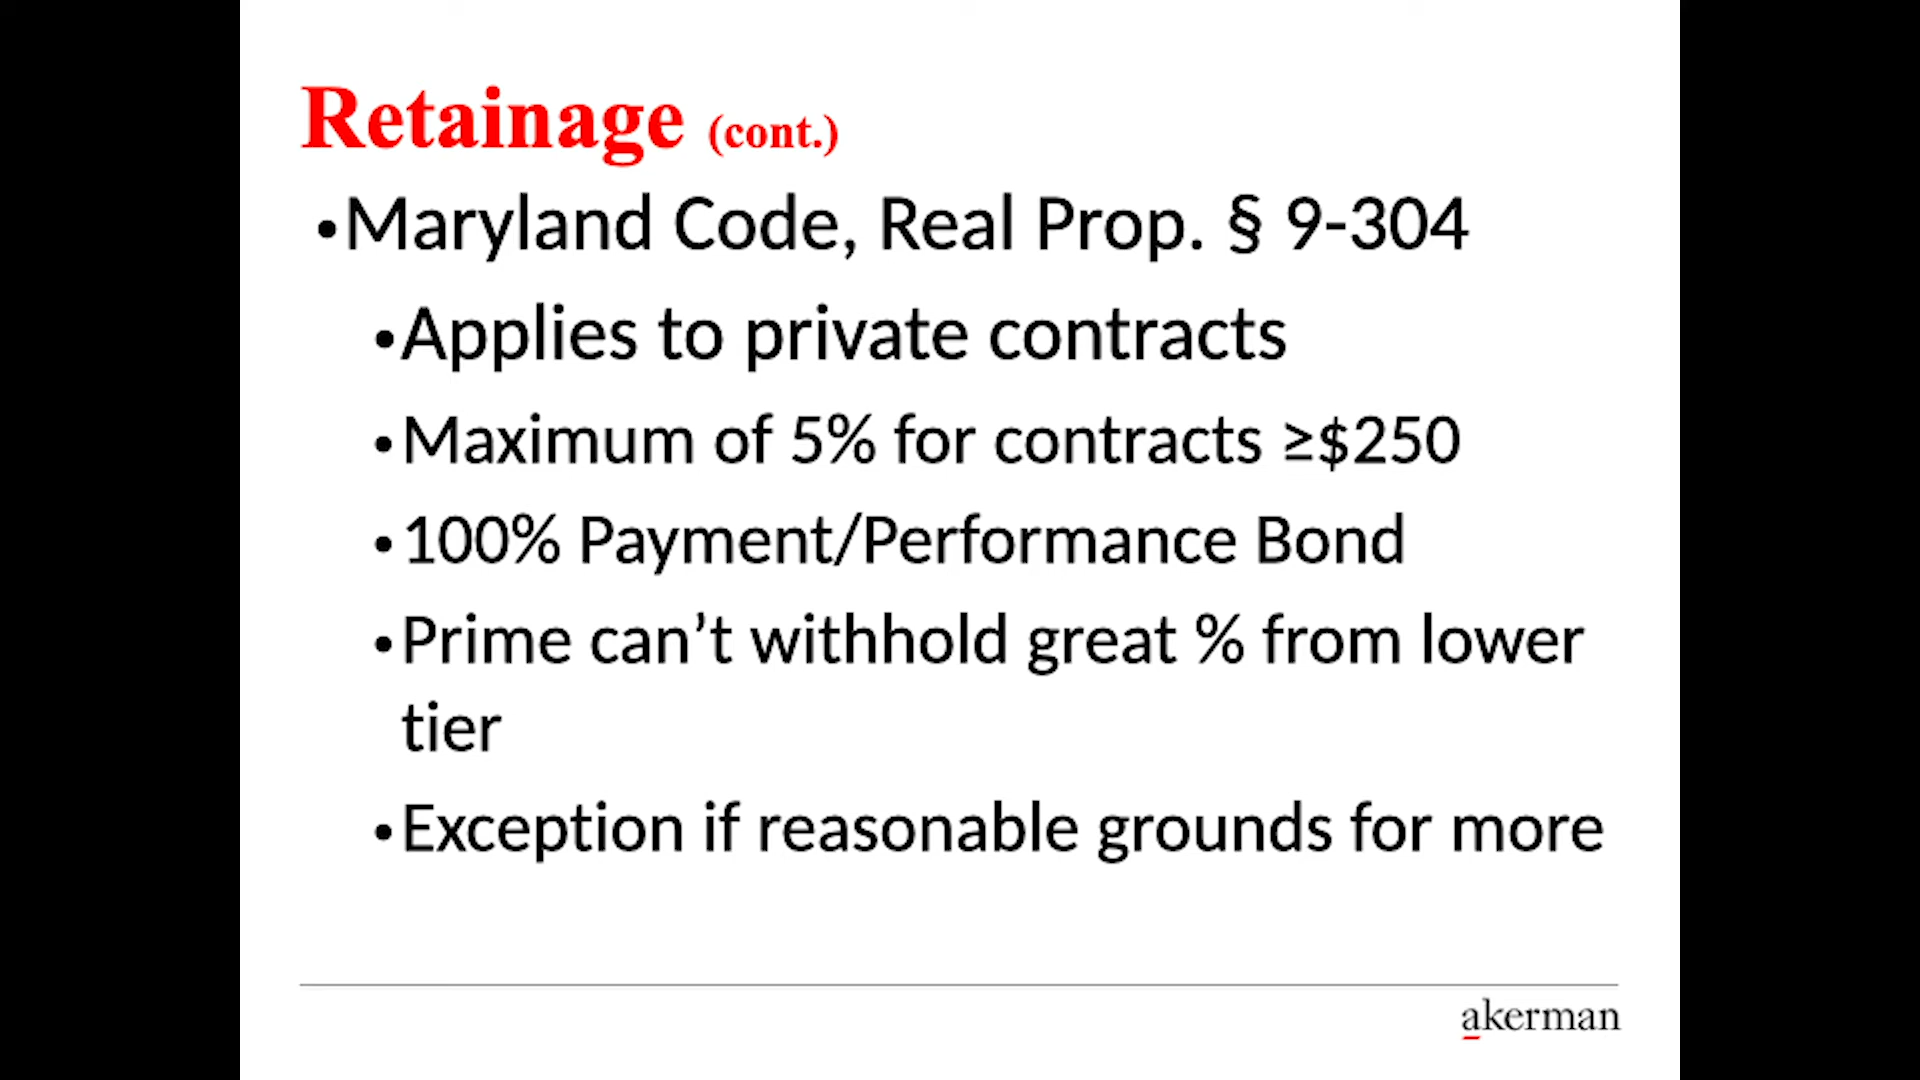 Retainage (cont.)
•Maryland Code, Real Prop. § 9-304
•Applies to private contracts
•Maximum of 5% for contracts ≥$250
•100% Payment/Performance Bond
•Prime can’t withhold great % from lower
tier
•Exception if reasonable grounds for more
akerman